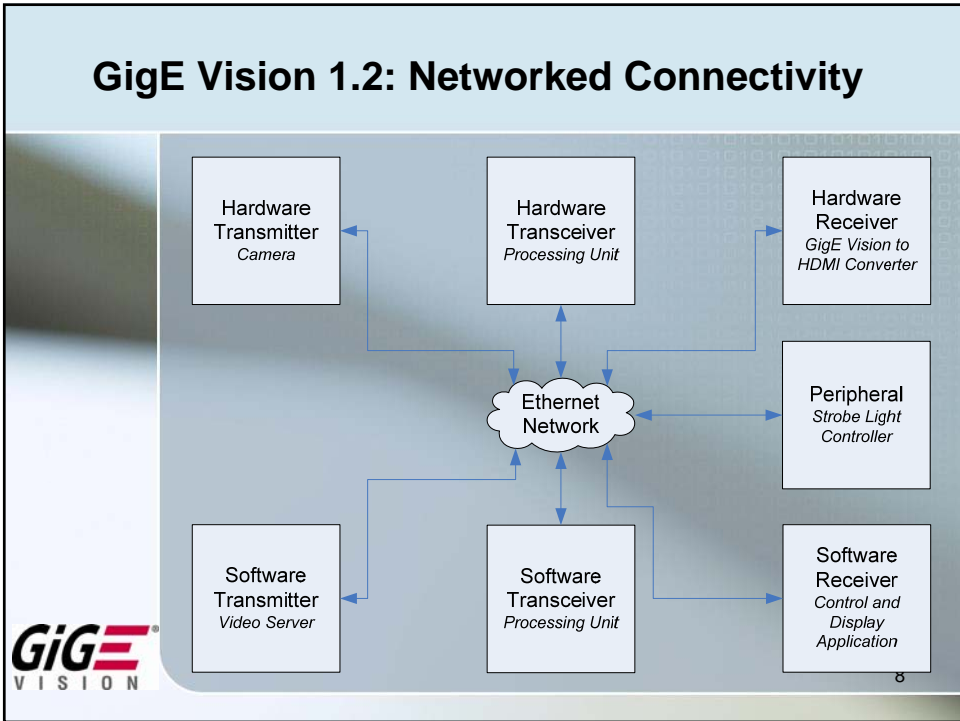 GigE Vision 1.2: Networked Connectivity
Hardware
Transmitter
Camera
Hardware
Transceiver
Processing Unit
Hardware
Receiver
GigE Vision to
HDMI Converter
Ethernet
Network
Peripheral
Strobe Light
Controller
Software
Transmitter
Video Server
Software
Transceiver
Processing Unit
Software
Receiver
Control and
Display
Application
GiGE®
VISION
8